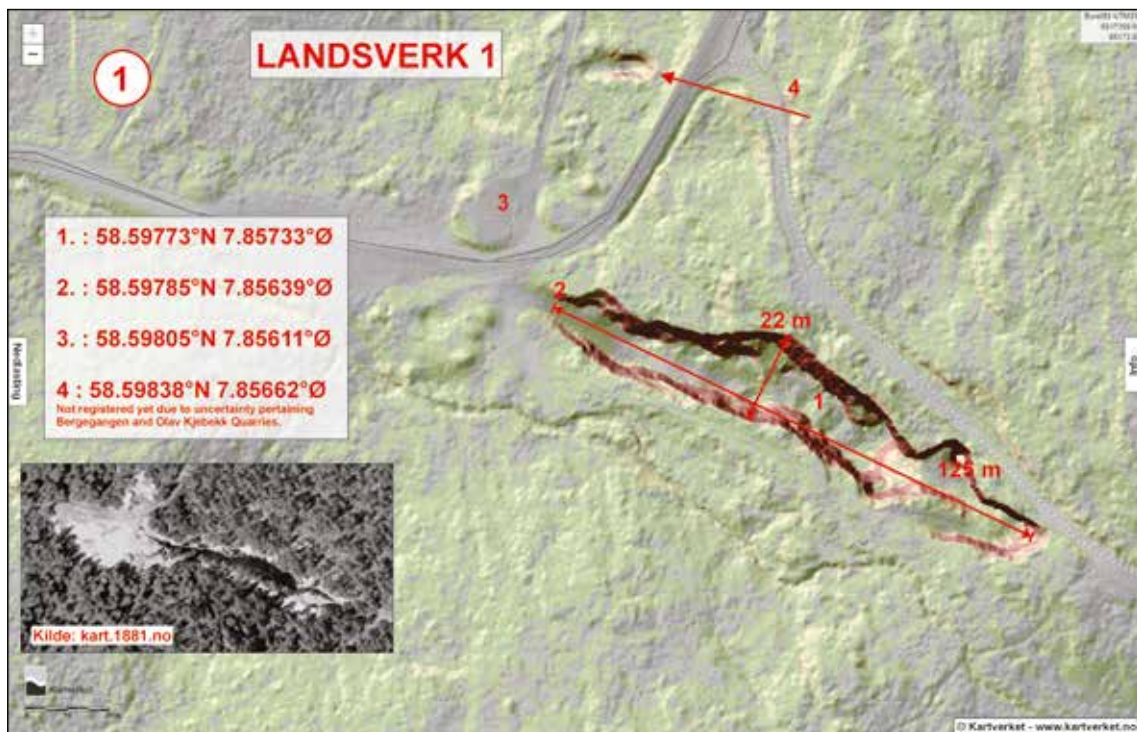 LANDSVERK 1
1
4
3
1. : 58.59773°N 7.85733°Ø
2. : 58.59785°N 7.85639°Ø
3. : 58.59805°N 7.85611°Ø
4 : 58.59838°N 7.85662°Ø
Not registered yet due to uncertainty pertaining
Bergegangen and Olav Kjebekk Quarries.
2
22 m
1
125 m
Kilde: kart.1881.no
Kartverket
© Kartverket - www.kartverket.no